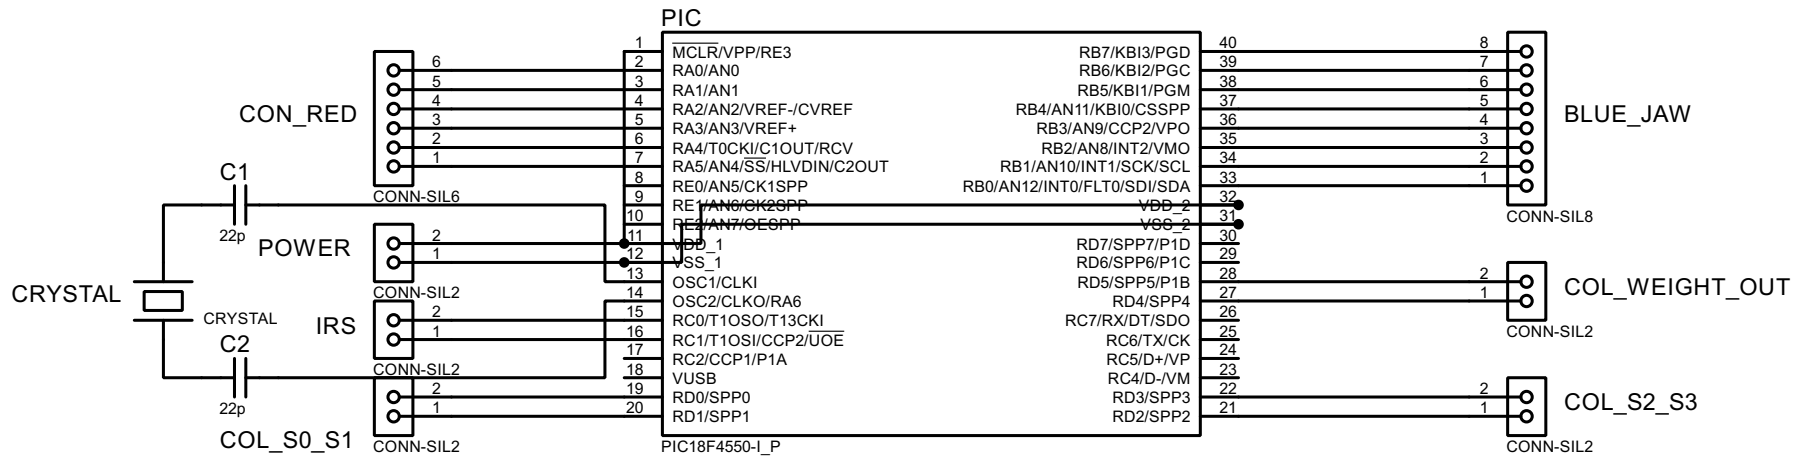 PIC
CON_RED
6
5
4
3
2
1
CONN-SIL6
C1
22p
POWER
2
1
CONN-SIL2
CRYSTAL
CRYSTAL
IRS
2
1
CONN-SIL2
C2
22p
2
1
COL_S0_S1
CONN-SIL2
1 MCLR/VPP/RE3
2 RA0/AN0
3 RA1/AN1
4 RA2/AN2/VREF-/CVREF
5 RA3/AN3/VREF+
6 RA4/T0CKI/C1OUT/RCV
7 RA5/AN4/SS/HLVDIN/C2OUT
8 RE0/AN5/CK1SPP
9 RE1/AN6/CK2SPP
10 RE2/AN7/OESPP
11 VDD_1
12 VSS_1
13 OSC1/CLKI
14 OSC2/CLKO/RA6
15 RC0/T1OSO/T13CKI
16 RC1/T1OSI/CCP2/UOE
17 RC2/CCP1/P1A
18 VUSB
19 RD0/SPP0
20 RD1/SPP1
PIC18F4550-I_P
RB7/KBI3/PGD 40
RB6/KBI2/PGC 39
RB5/KBI1/PGM 38
RB4/AN11/KBI0/CSSPP 37
RB3/AN9/CCP2/VPO 36
RB2/AN8/INT2/VMO 35
RB1/AN10/INT1/SCK/SCL 34
RB0/AN12/INT0/FLT0/SDI/SDA 33
VDD_2 32
VSS_2 31
RD7/SPP7/P1D 30
RD6/SPP6/P1C 29
RD5/SPP5/P1B 28
RD4/SPP4 27
RC7/RX/DT/SDO 26
RC6/TX/CK 25
RC5/D+/VP 24
RC4/D-/VM 23
RD3/SPP3 22
RD2/SPP2 21
8
7
6
5
4
3
2
1
BLUE_JAW
CONN-SIL8
2
1
COL_WEIGHT_OUT
CONN-SIL2
2
1
COL_S2_S3
CONN-SIL2